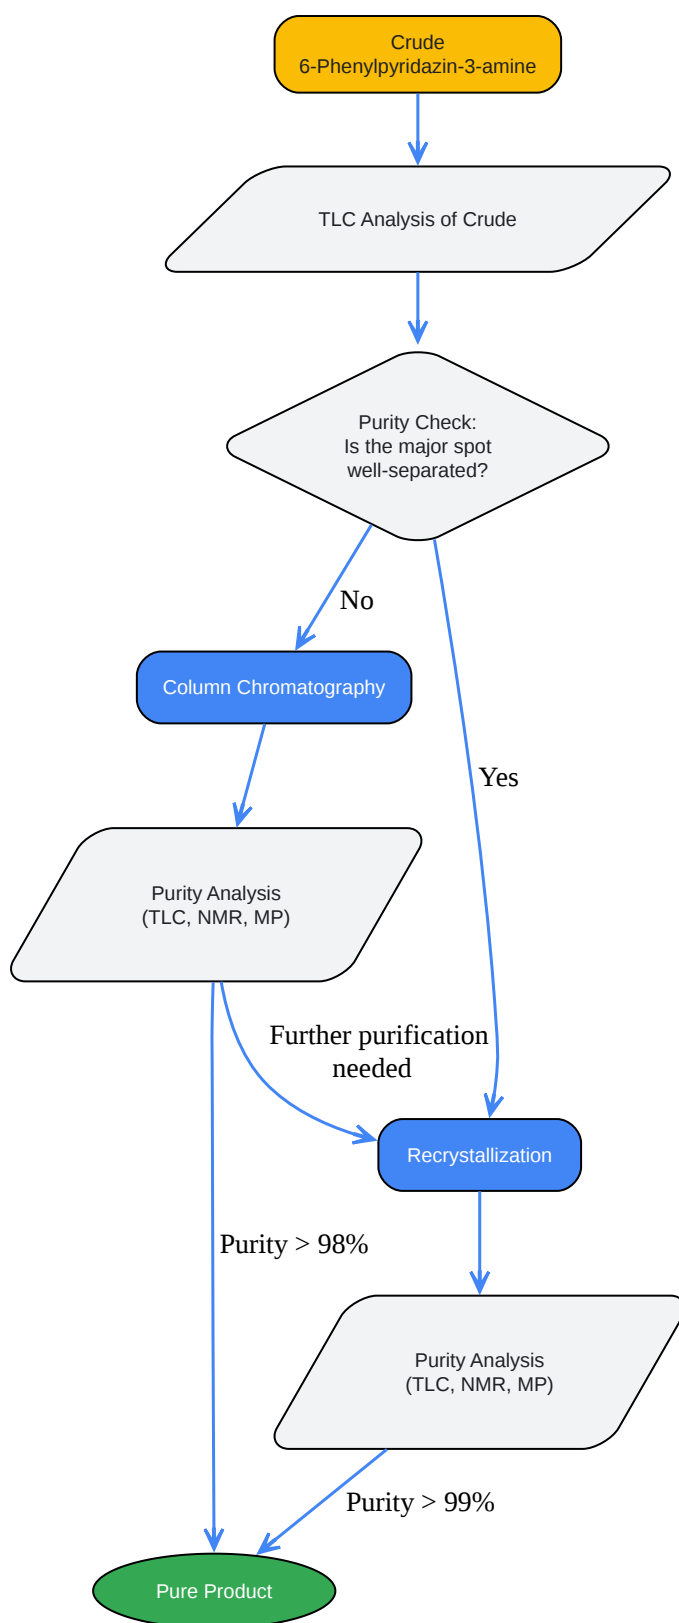 Crude
6-Phenylpyridazin-3-amine
TLC Analysis of Crude
Purity Check:
Is the major spot
well-separated?
No
Column Chromatography
Yes
Purity Analysis
(TLC, NMR, MP)
Further purification
needed
Recrystallization
Purity > 98%
Purity Analysis
(TLC, NMR, MP)
Purity > 99%
Pure Product